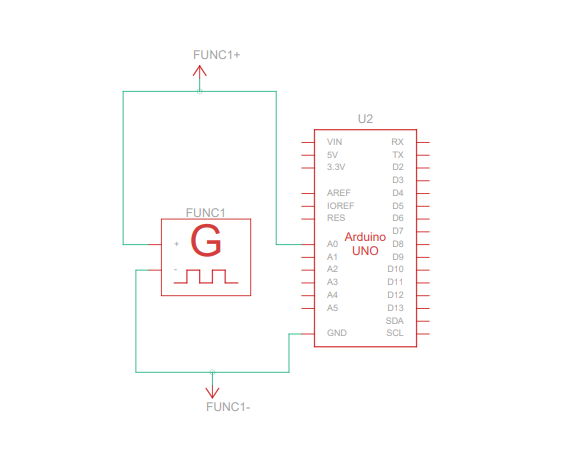 FUNC1+
U2
VIN RX
5V TX
3.3V D2
D3
AREF D4
IOREF D5
RES D6
D7
A0 D8
A1 D9
A2 D10
A3 D11
A4 D12
A5 D13
SDA
GND SCL
Arduino
UNO
FUNC1
G
+
-
FUNC1-